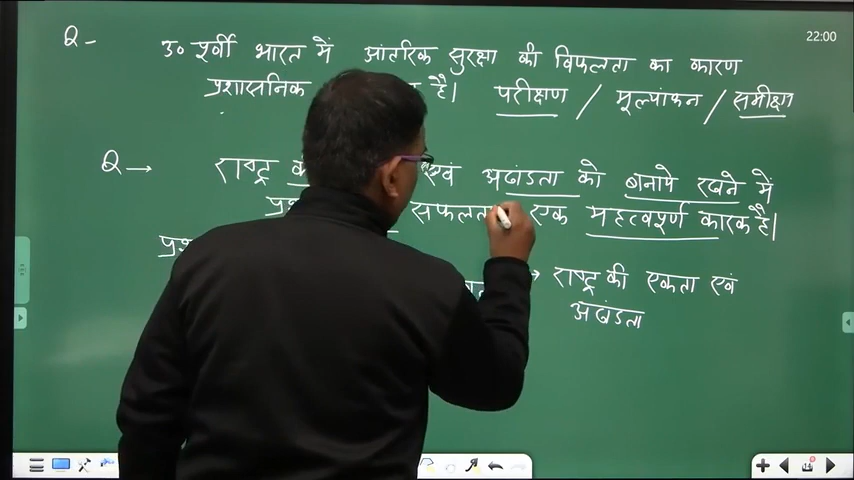 22:00
Q- उ० पूर्वी भारत में आंतरिक सुरक्षा की विफलता का कारण
प्रशासनिक है। परीक्षण / मूल्यांकन / समीक्षा
Q → राष्ट्र एवं अखंडता को बनाये रखने में
सफलता एक महत्वपूर्ण कारक है।
→ राष्ट्र की एकता एवं
अखंडता